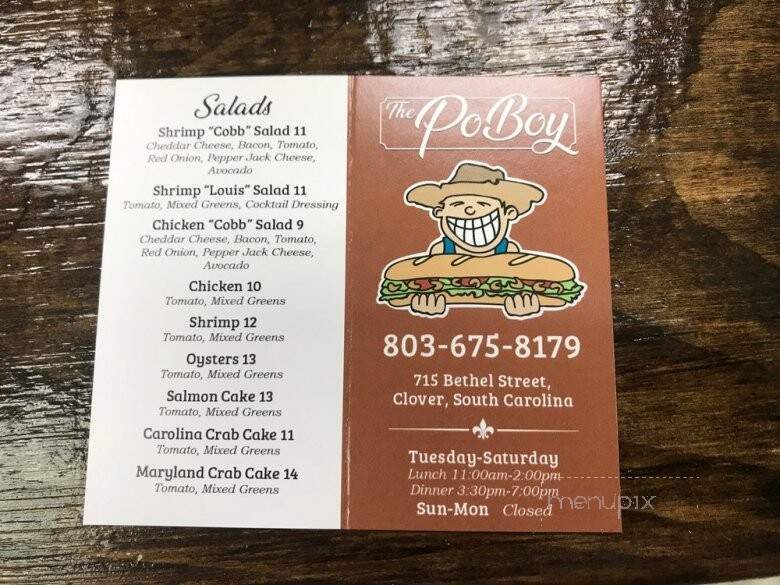 Salads
Shrimp "Cobb" Salad 11
Cheddar Cheese, Bacon, Tomato,
Red Onion, Pepper Jack Cheese,
Avocado
Shrimp "Louis" Salad 11
Tomato, Mixed Greens, Cocktail Dressing
Chicken "Cobb" Salad 9
Cheddar Cheese, Bacon, Tomato,
Red Onion, Pepper Jack Cheese,
Avocado
Chicken 10
Tomato, Mixed Greens
Shrimp 12
Tomato, Mixed Greens
Oysters 13
Tomato, Mixed Greens
Salmon Cake 13
Tomato, Mixed Greens
Carolina Crab Cake 11
Tomato, Mixed Greens
Maryland Crab Cake 14
Tomato, Mixed Greens
The PoBoy
803-675-8179
715 Bethel Street,
Clover, South Carolina
Tuesday-Saturday
Lunch 11:00am-2:00pm
Dinner 3:30pm-7:00pm
Sun-Mon Closed
menupix